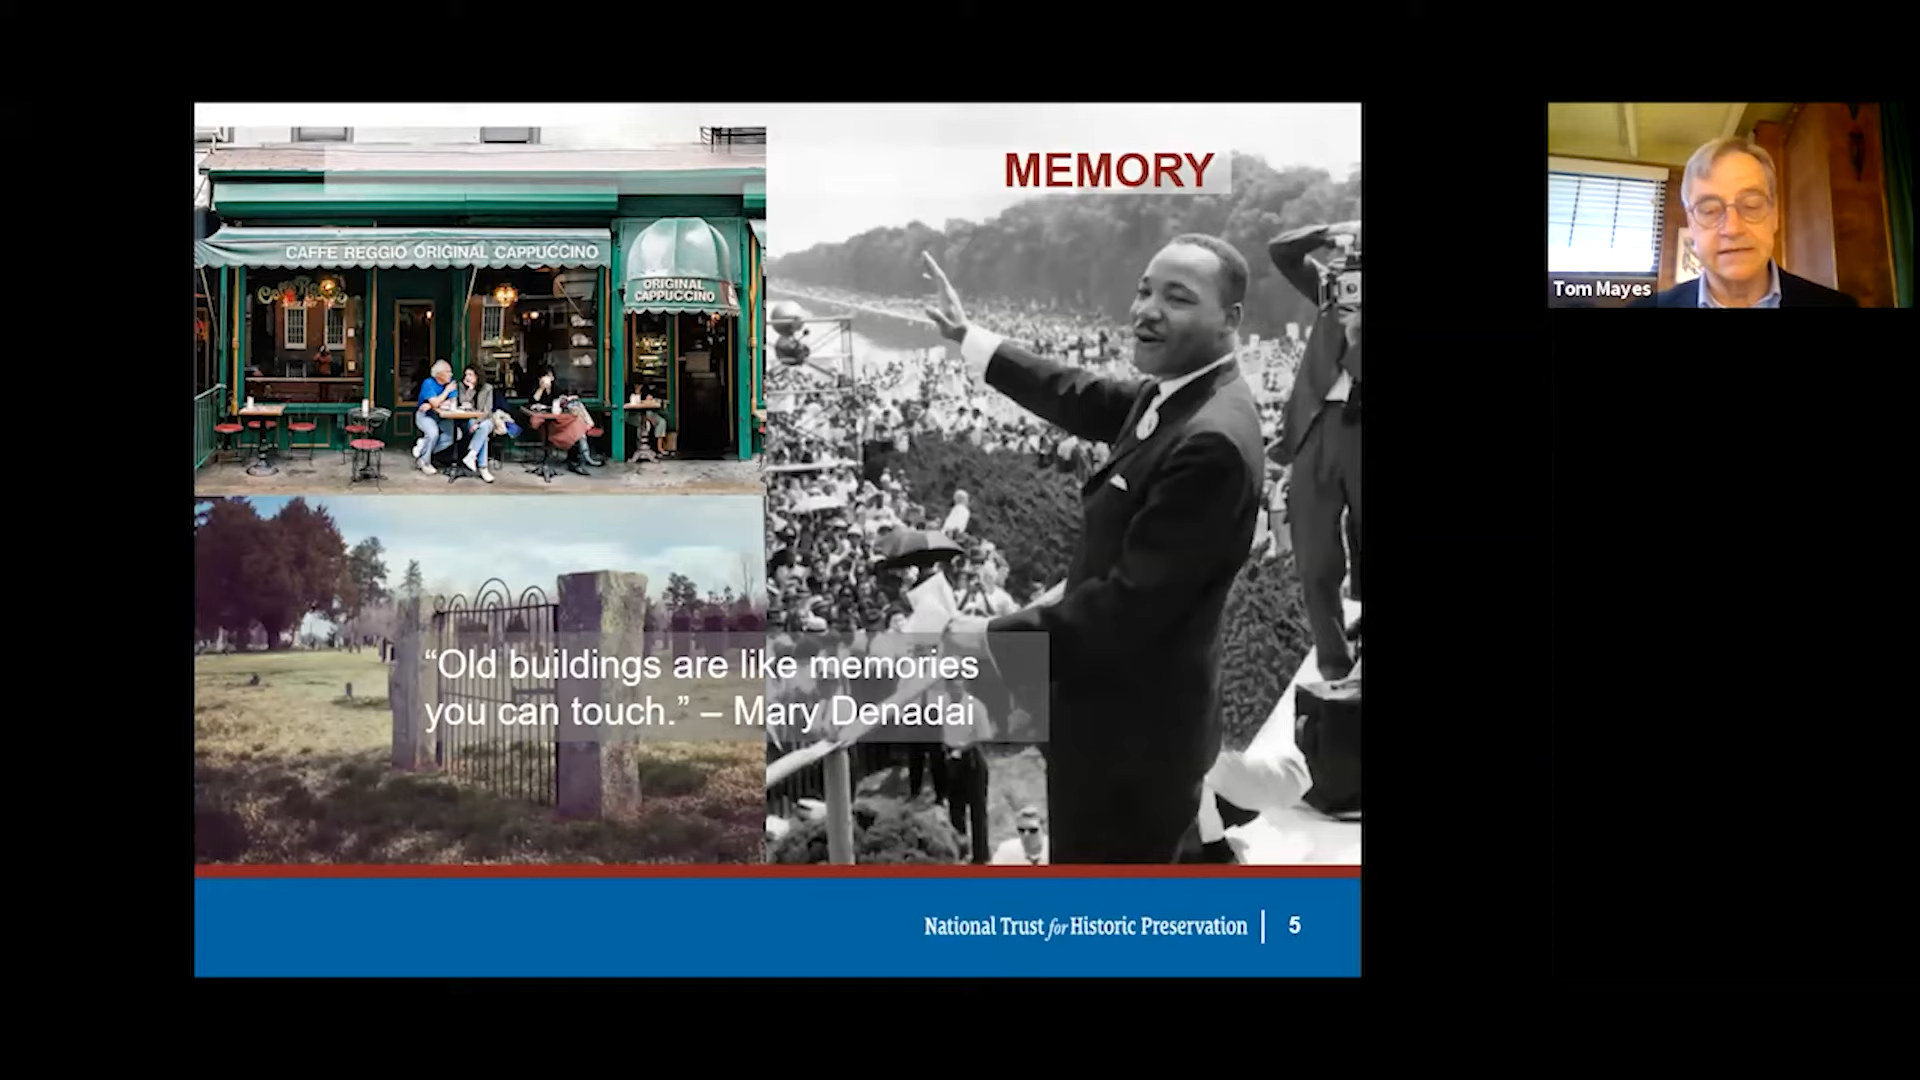 MEMORY
CAFFE REGGIO ORIGINAL CAPPUCCINO
ORIGINAL
CAPPUCCINO
Tom Mayes
“Old buildings are like memories
you can touch.” – Mary Denadai
National Trust for Historic Preservation | 5